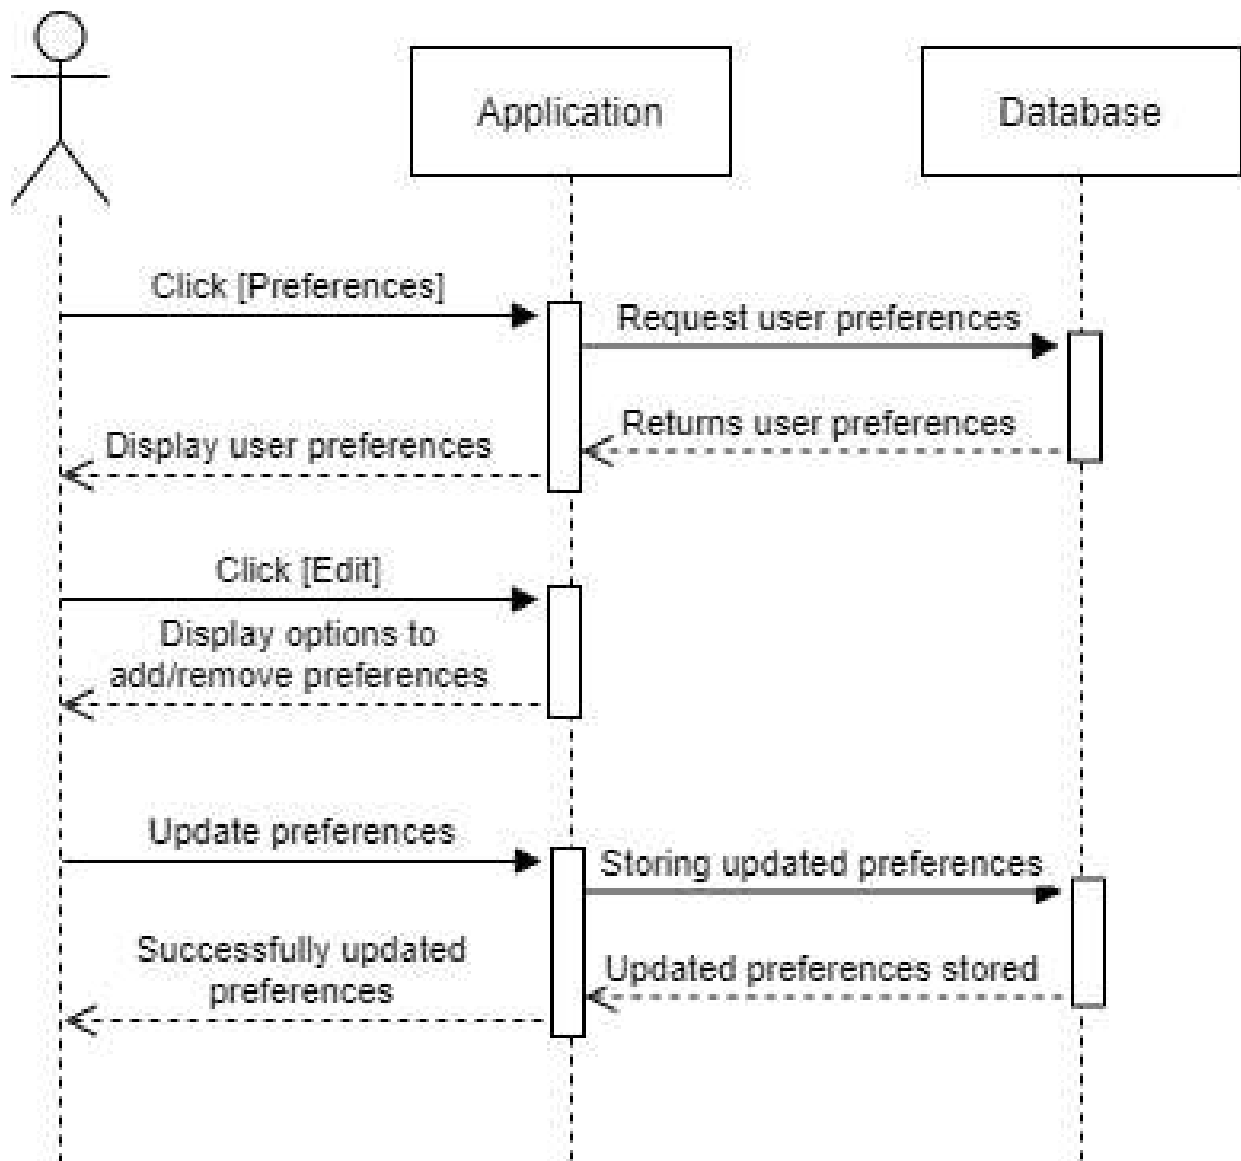 Application
Database
Click [Preferences]
Request user preferences
Returns user preferences
Display user preferences
Click [Edit]
Display options to
add/remove preferences
Update preferences
Storing updated preferences
Successfully updated
preferences
Updated preferences stored